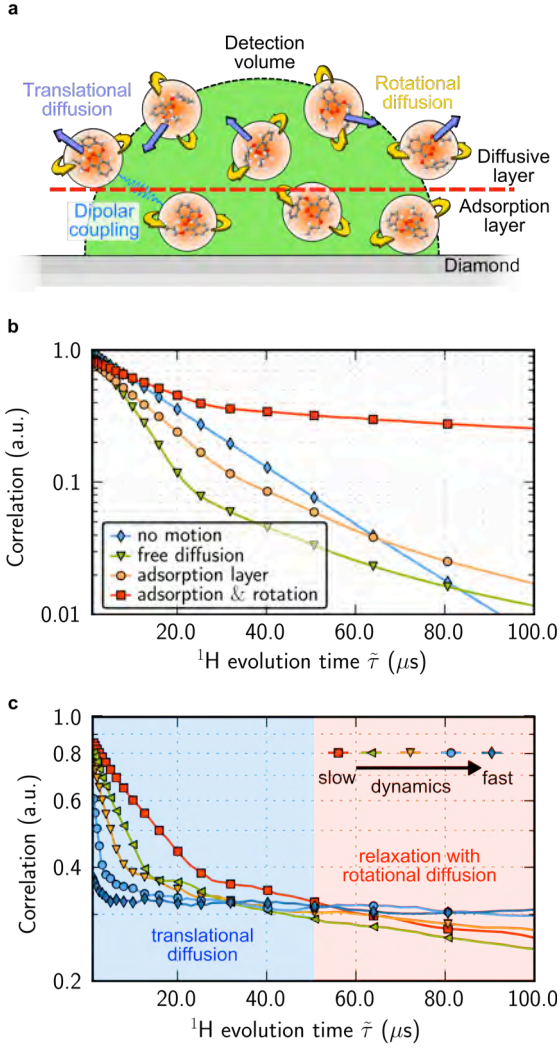 a
Detection
volume
Translational
diffusion
Rotational
diffusion
Diffusive
layer
Dipolar
coupling
Adsorption
layer
Diamond
b
Correlation (a.u.)
1.0
0.1
0.01
no motion
free diffusion
adsorption layer
adsorption & rotation
20.0 40.0 60.0 80.0 100.0
¹H evolution time τ̃ (μs)
c
Correlation (a.u.)
1.0
0.8
0.6
0.4
0.2
slow fast
dynamics
relaxation with
rotational diffusion
translational
diffusion
20.0 40.0 60.0 80.0 100.0
¹H evolution time τ̃ (μs)